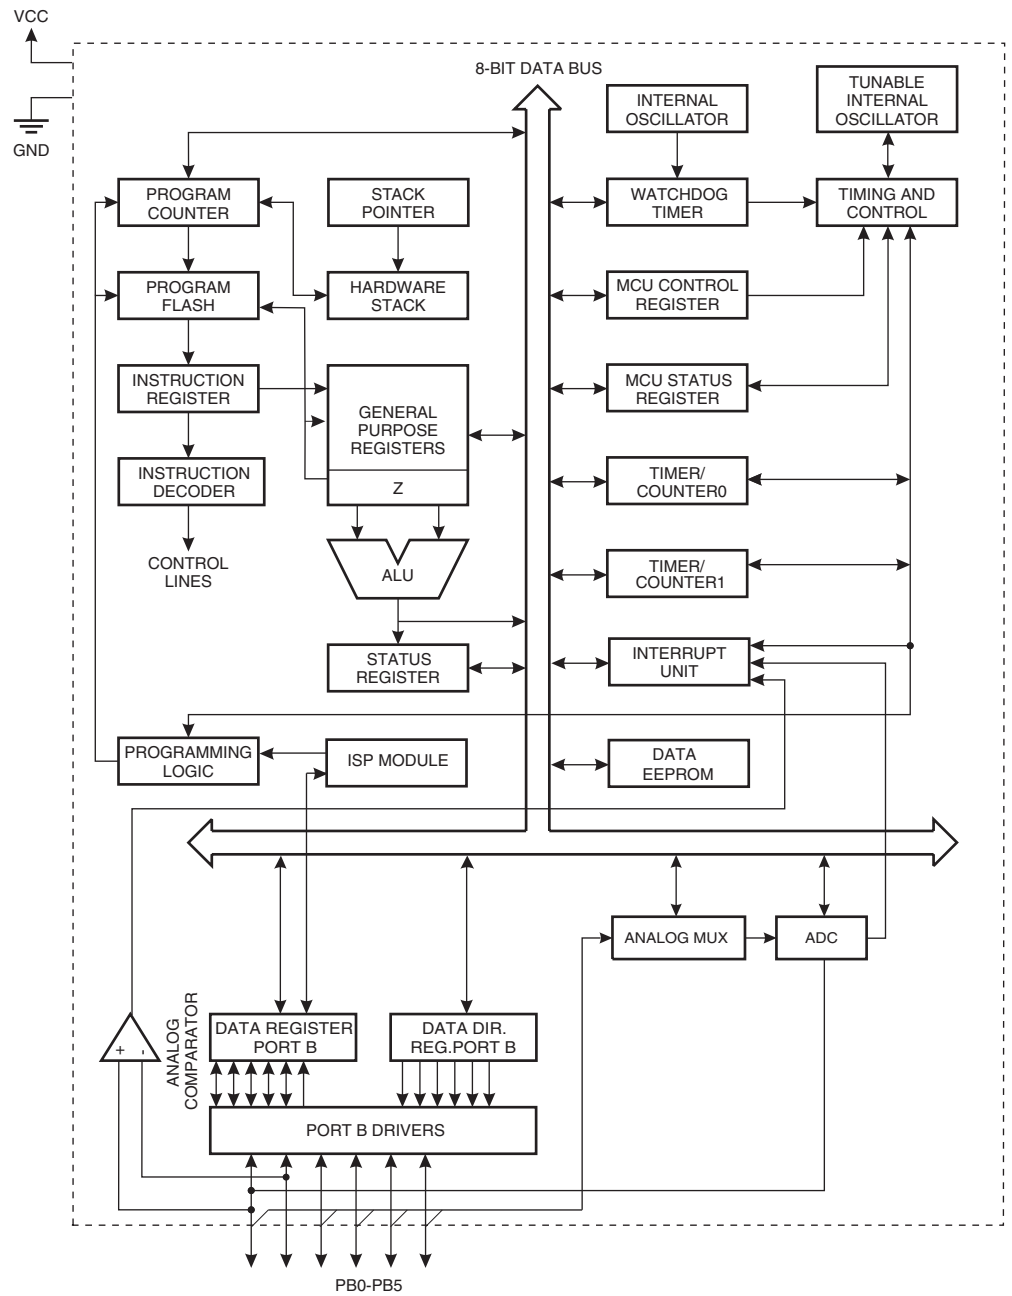 VCC
GND
8-BIT DATA BUS
INTERNAL
OSCILLATOR
TUNABLE
INTERNAL
OSCILLATOR
PROGRAM
COUNTER
STACK
POINTER
WATCHDOG
TIMER
TIMING AND
CONTROL
PROGRAM
FLASH
HARDWARE
STACK
MCU CONTROL
REGISTER
INSTRUCTION
REGISTER
GENERAL
PURPOSE
REGISTERS
Z
MCU STATUS
REGISTER
INSTRUCTION
DECODER
TIMER/
COUNTER0
CONTROL
LINES
ALU
TIMER/
COUNTER1
STATUS
REGISTER
INTERRUPT
UNIT
PROGRAMMING
LOGIC
ISP MODULE
DATA
EEPROM
ANALOG MUX
ADC
ANALOG
COMPARATOR
+
-
DATA REGISTER
PORT B
DATA DIR.
REG.PORT B
PORT B DRIVERS
PB0-PB5